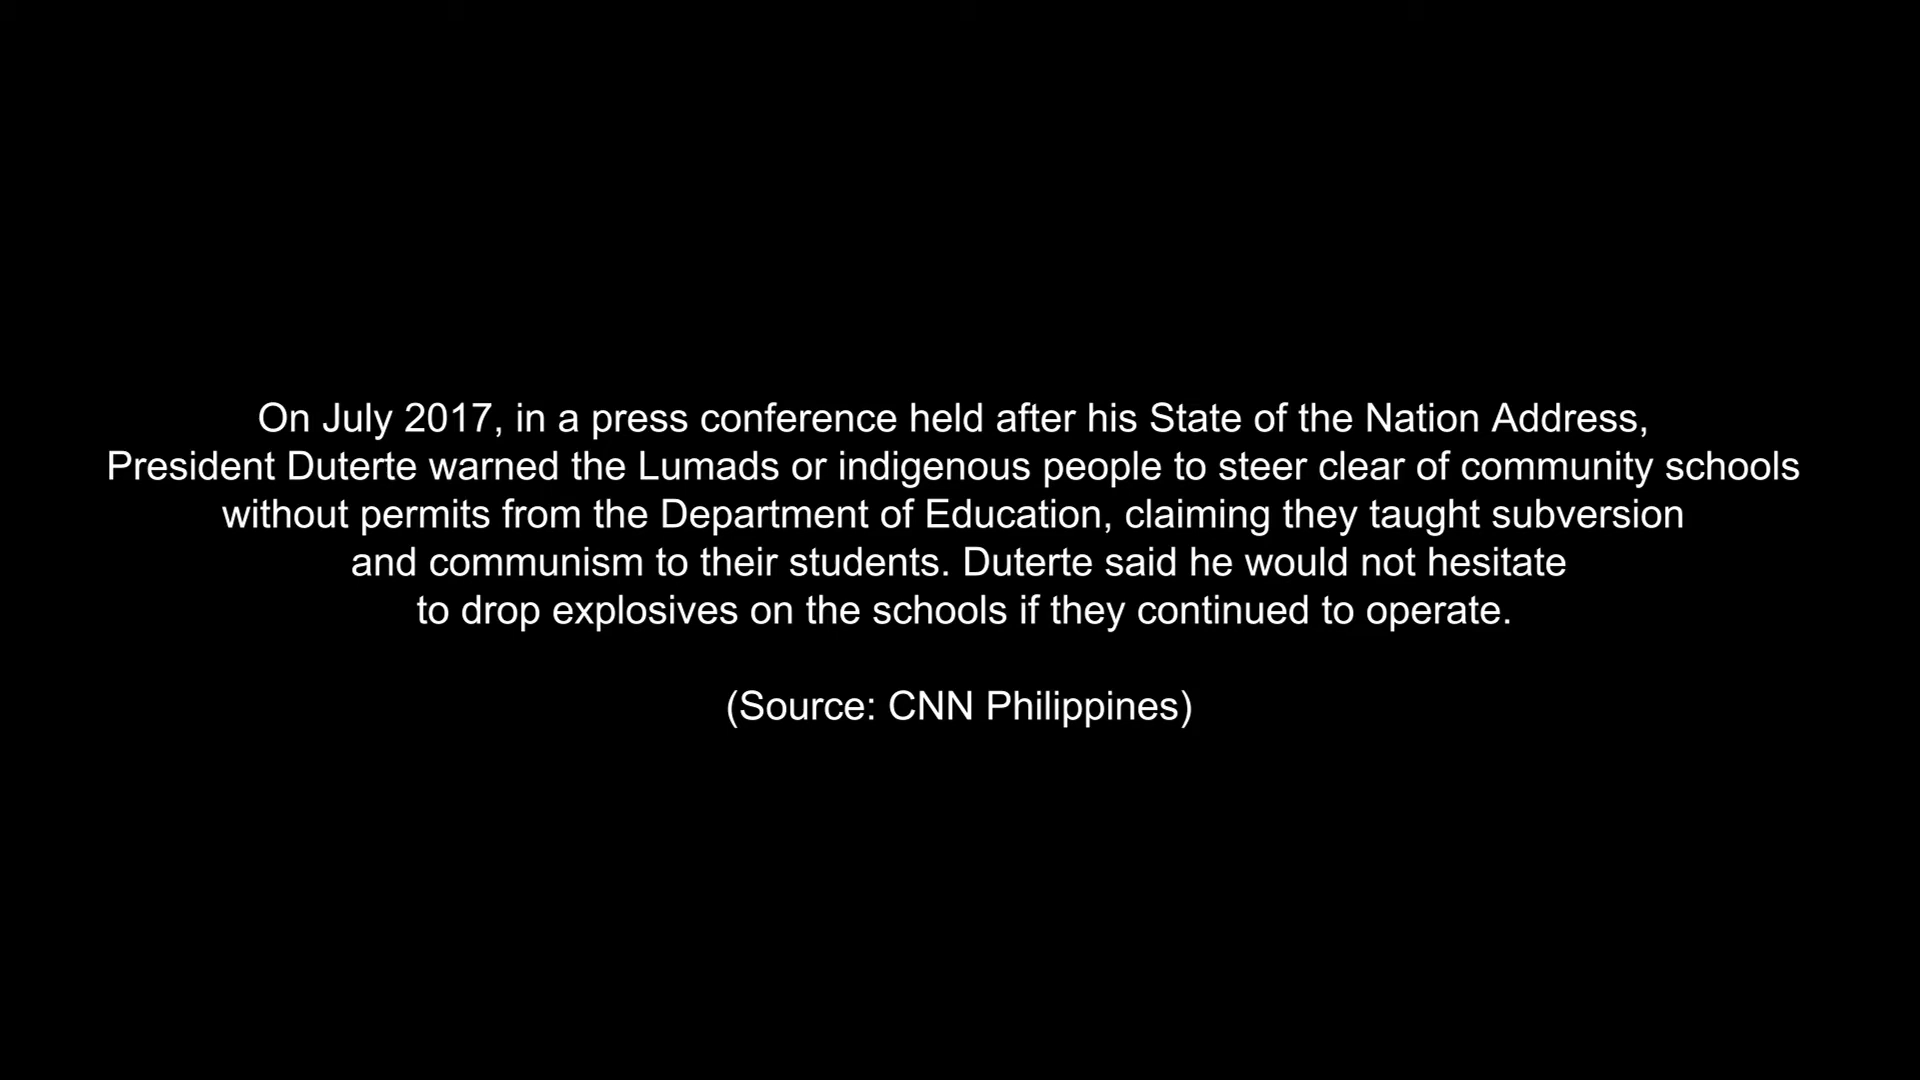 On July 2017, in a press conference held after his State of the Nation Address,
President Duterte warned the Lumads or indigenous people to steer clear of community schools
without permits from the Department of Education, claiming they taught subversion
and communism to their students. Duterte said he would not hesitate
to drop explosives on the schools if they continued to operate.
(Source: CNN Philippines)